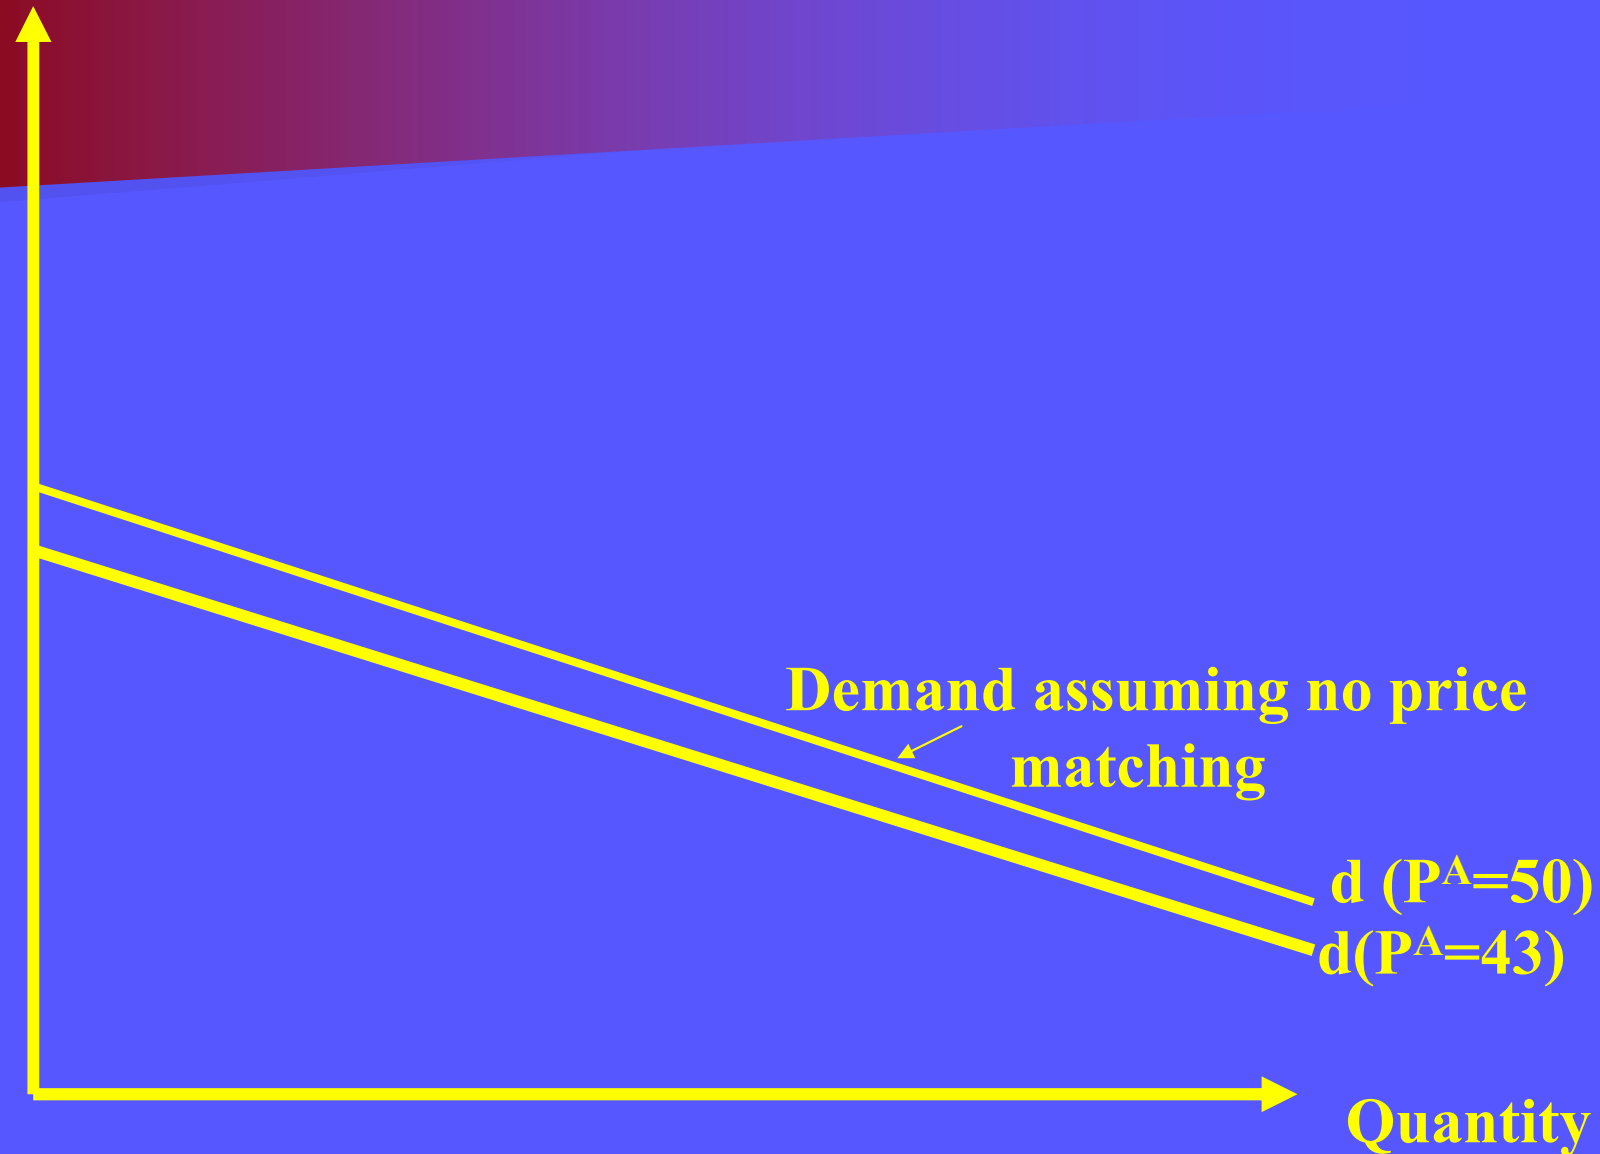 Demand assuming no price
matching
d (Pᴬ=50)
d(Pᴬ=43)
Quantity